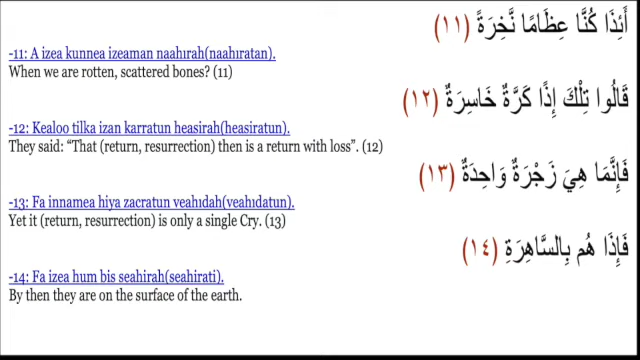 أَئِذَا كُنَّا عِظَامًا نَّخِرَةً (١١)
-11: A izea kunnea izeaman naahırah(naahıratan).
When we are rotten, scattered bones? (11)
قَالُوا تِلْكَ إِذًا كَرَّةٌ خَاسِرَةٌ (١٢)
-12: Kealoo tilka izan karratun heasirah(heasiratun).
They said: “That (return, resurrection) then is a return with loss”. (12)
فَإِنَّمَا هِيَ زَجْرَةٌ وَاحِدَةٌ (١٣)
-13: Fa innamea hiya zacratun veahıdah(veahıdatun).
Yet it (return, resurrection) is only a single Cry. (13)
فَإِذَا هُم بِالسَّاهِرَةِ (١٤)
-14: Fa izea hum bis seahirah(seahirati).
By then they are on the surface of the earth.